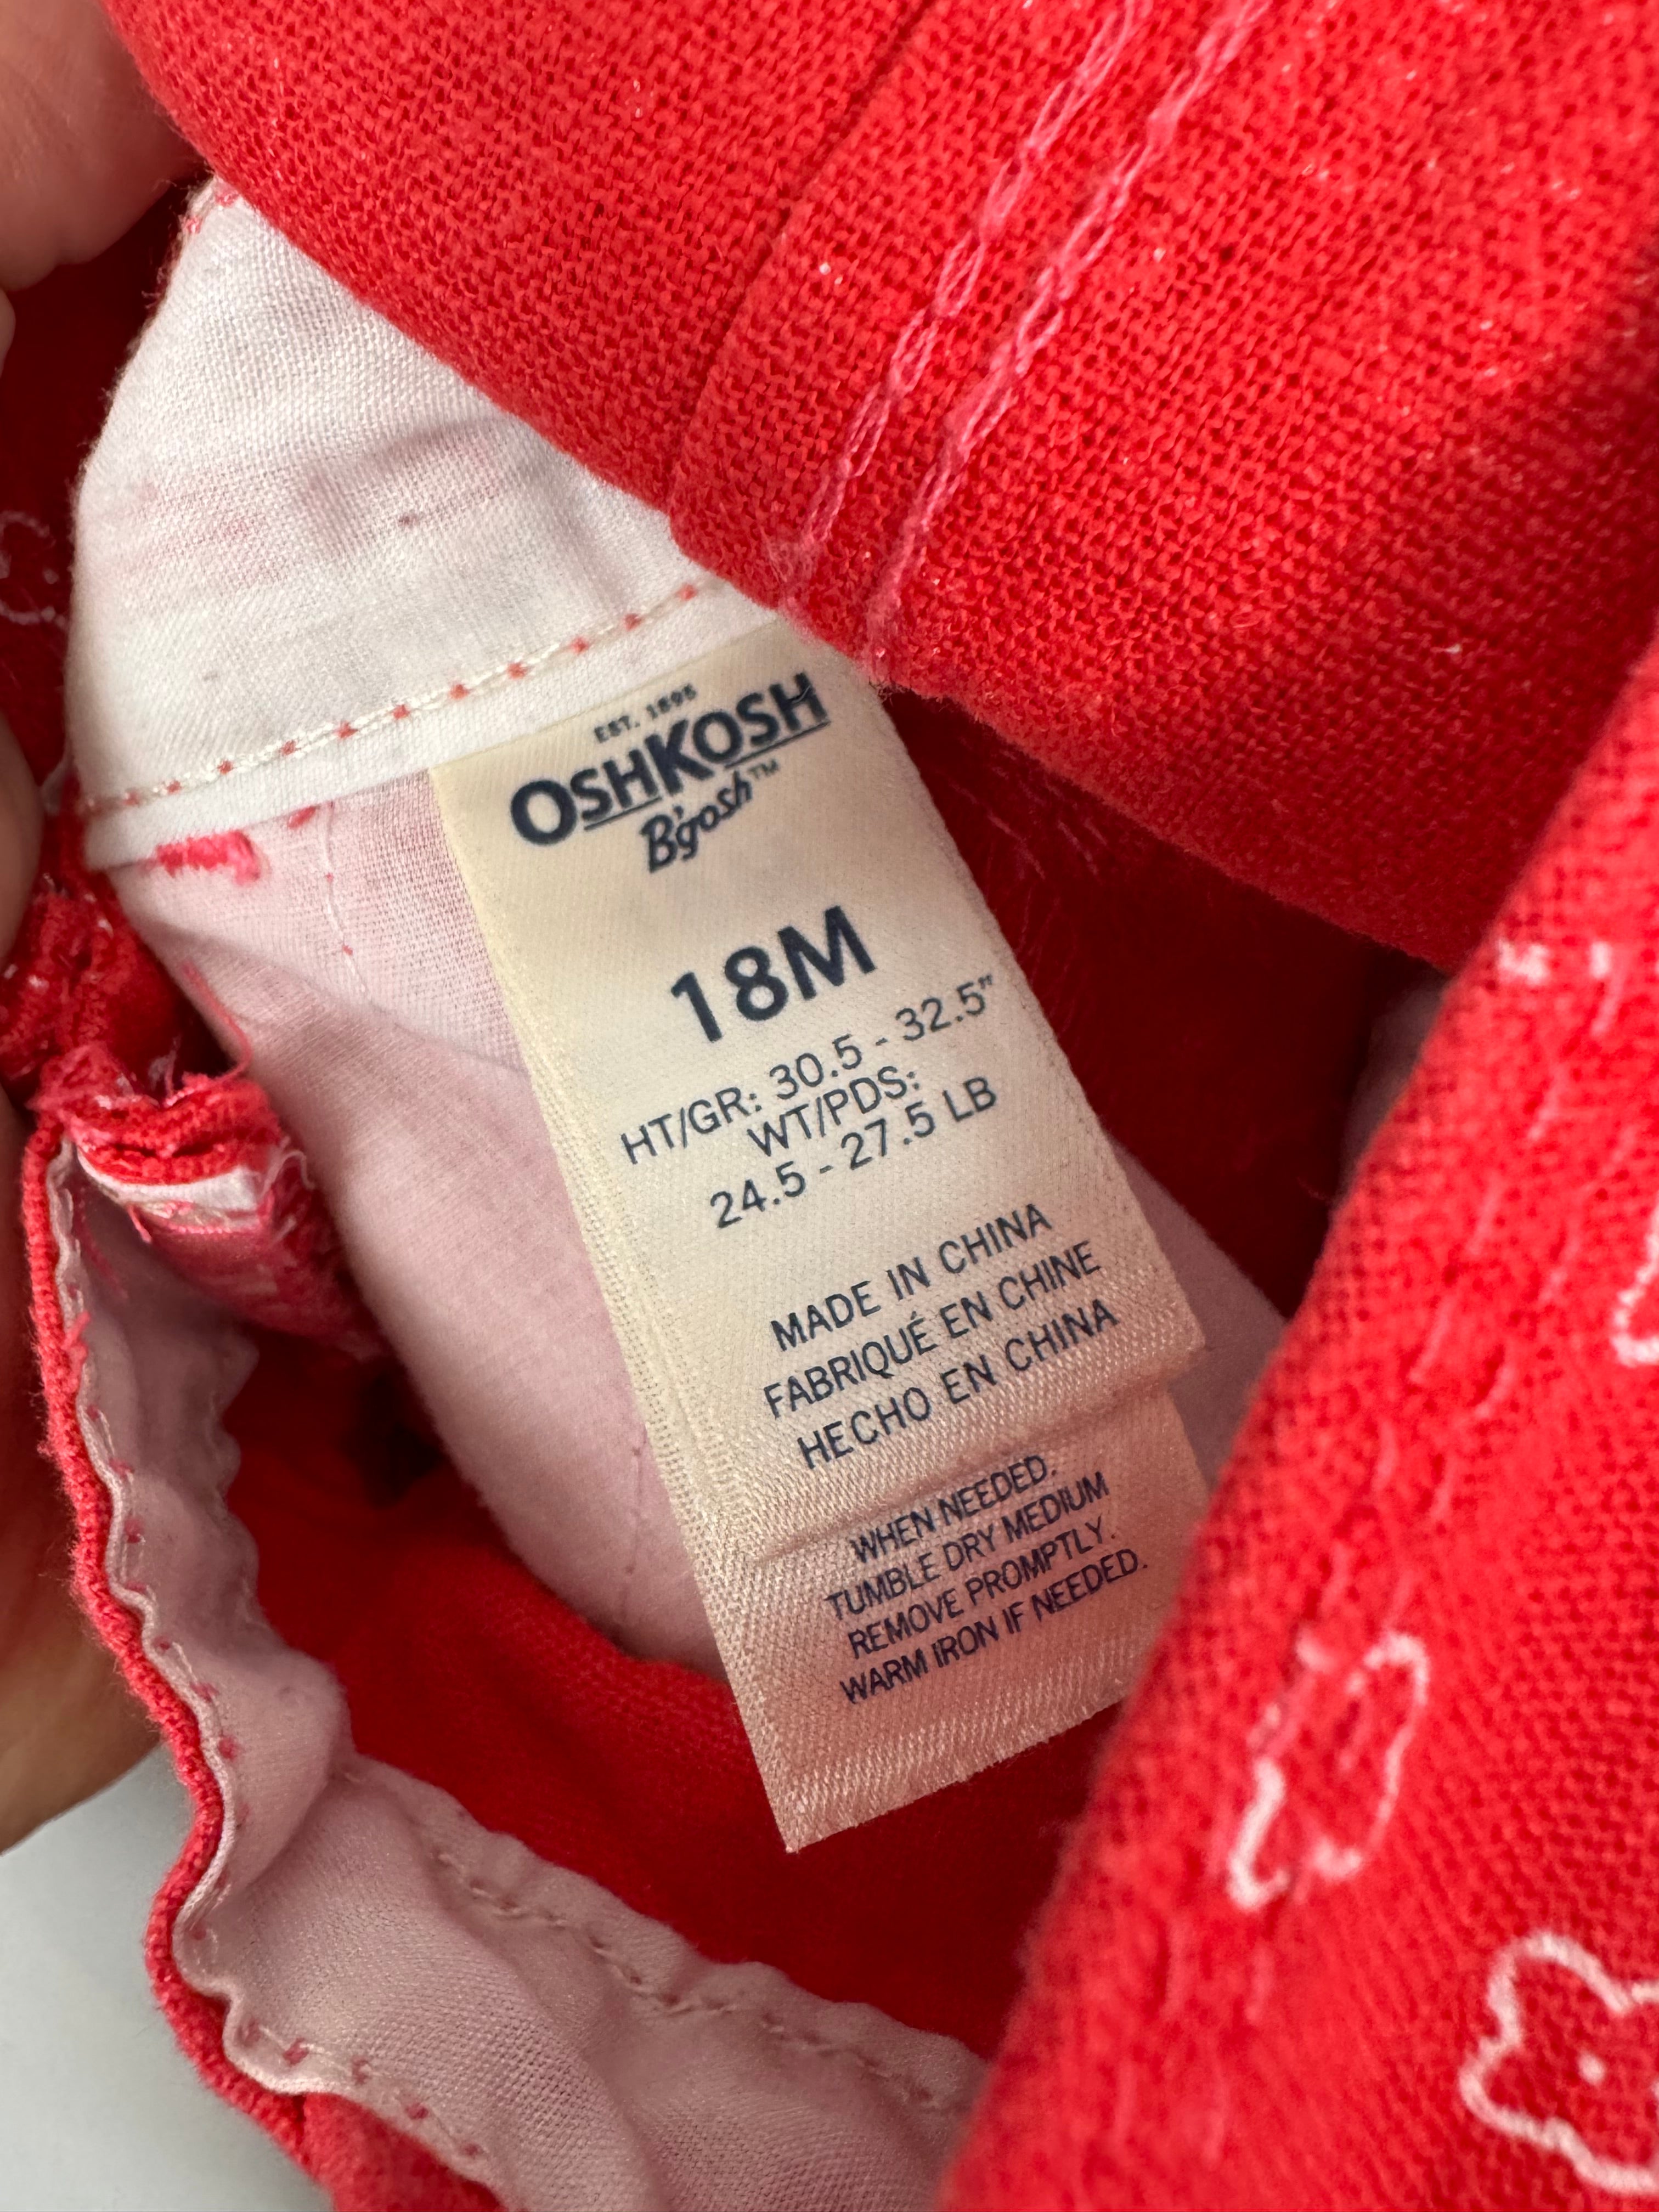 EST. 1895
OSHKOSH
B'gosh™
18M
HT/GR: 30.5 - 32.5"
WT/PDS:
24.5 - 27.5 LB
MADE IN CHINA
FABRIQUÉ EN CHINE
HECHO EN CHINA
WHEN NEEDED.
TUMBLE DRY MEDIUM
REMOVE PROMPTLY.
WARM IRON IF NEEDED.